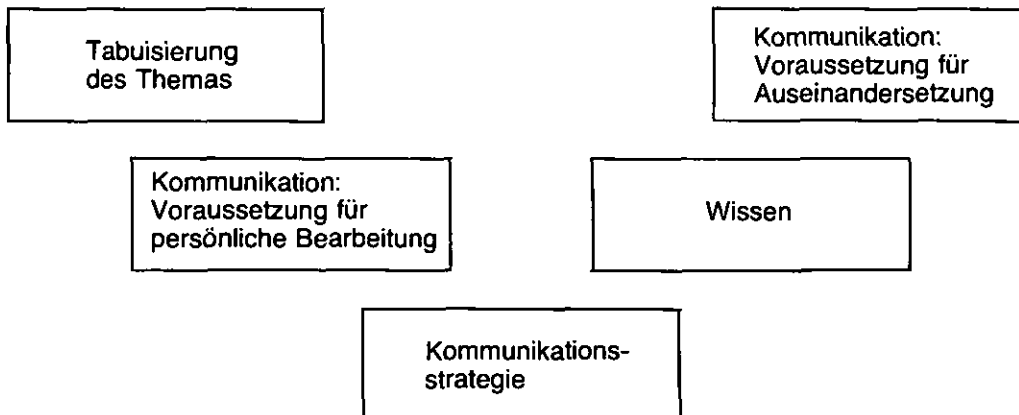 Tabuisierung
des Themas
Kommunikation:
Voraussetzung für
Auseinandersetzung
Kommunikation:
Voraussetzung für
persönliche Bearbeitung
Wissen
Kommunikations-
strategie